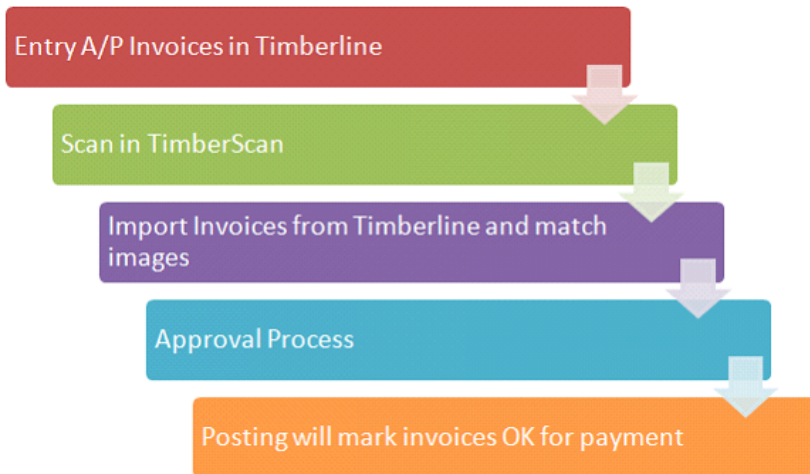 Entry A/P Invoices in Timberline
Scan in TimberScan
Import Invoices from Timberline and match
images
Approval Process
Posting will mark invoices OK for payment